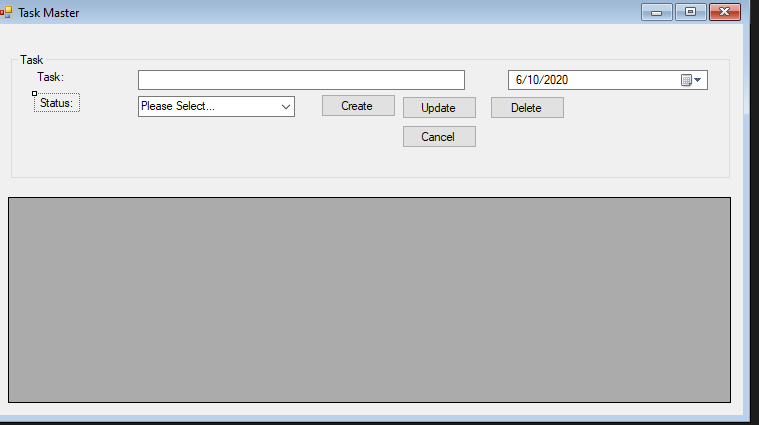 Task Master
Task
Task:
6/10/2020
Status:
Please Select...
Create
Update
Delete
Cancel